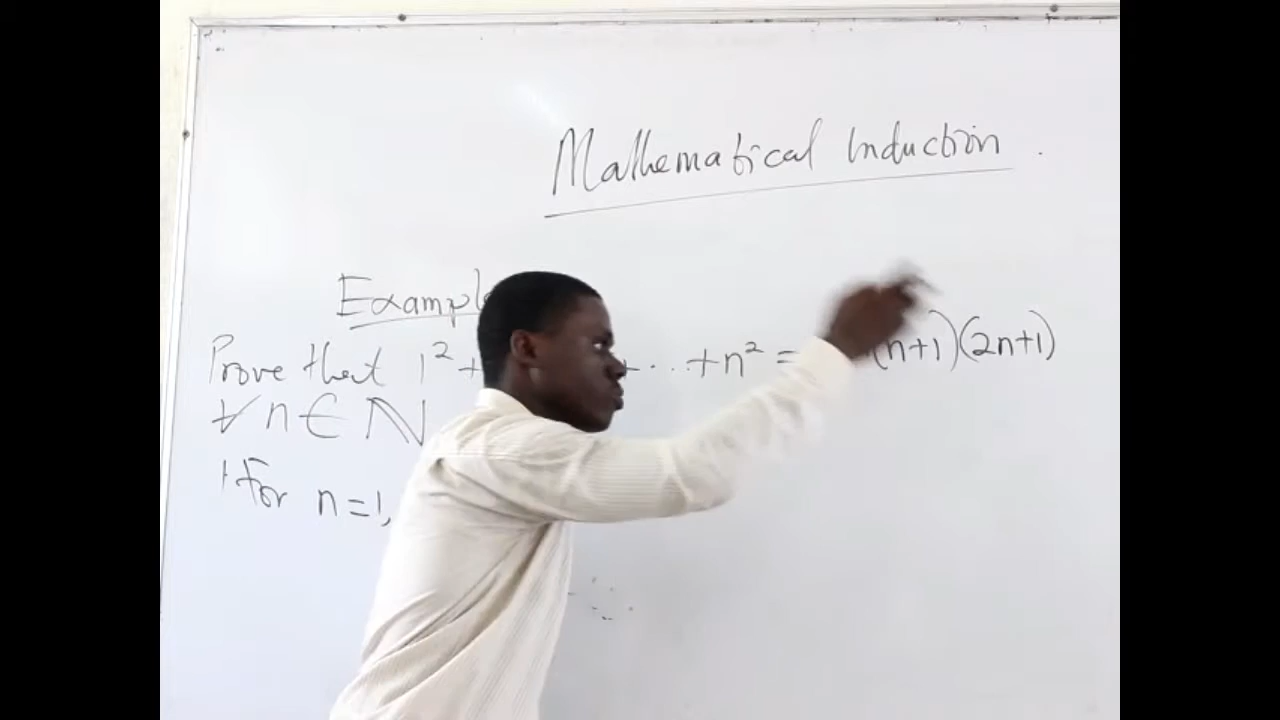 Mathematical Induction.
Example
Prove that 1² + + ... + n² = (n+1)(2n+1)
∀ n ∈ ℕ
For n=1,